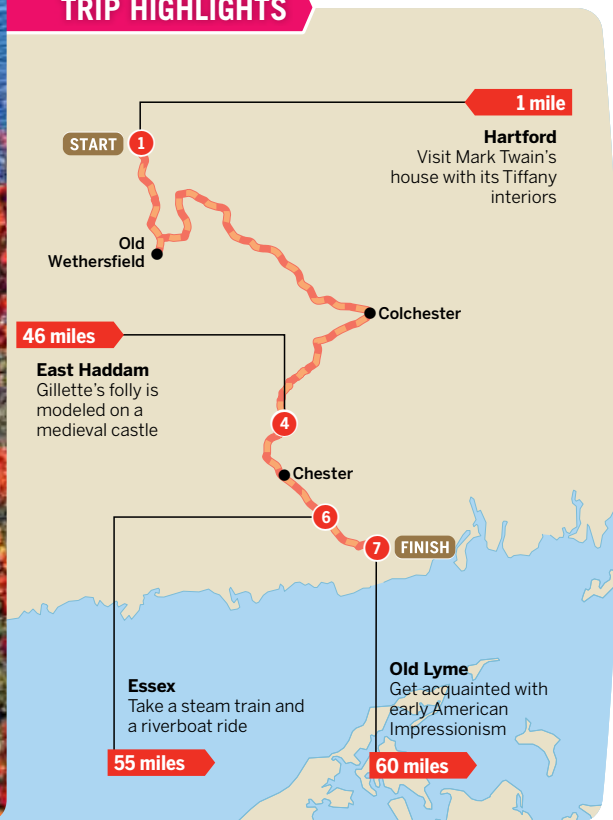 TRIP HIGHLIGHTS
1 mile
START 1
Hartford
Visit Mark Twain's
house with its Tiffany
interiors
Old
Wethersfield
Colchester
46 miles
East Haddam
Gillette's folly is
modeled on a
medieval castle
4
Chester
6
7 FINISH
Essex
Take a steam train and
a riverboat ride
55 miles
Old Lyme
Get acquainted with
early American
Impressionism
60 miles